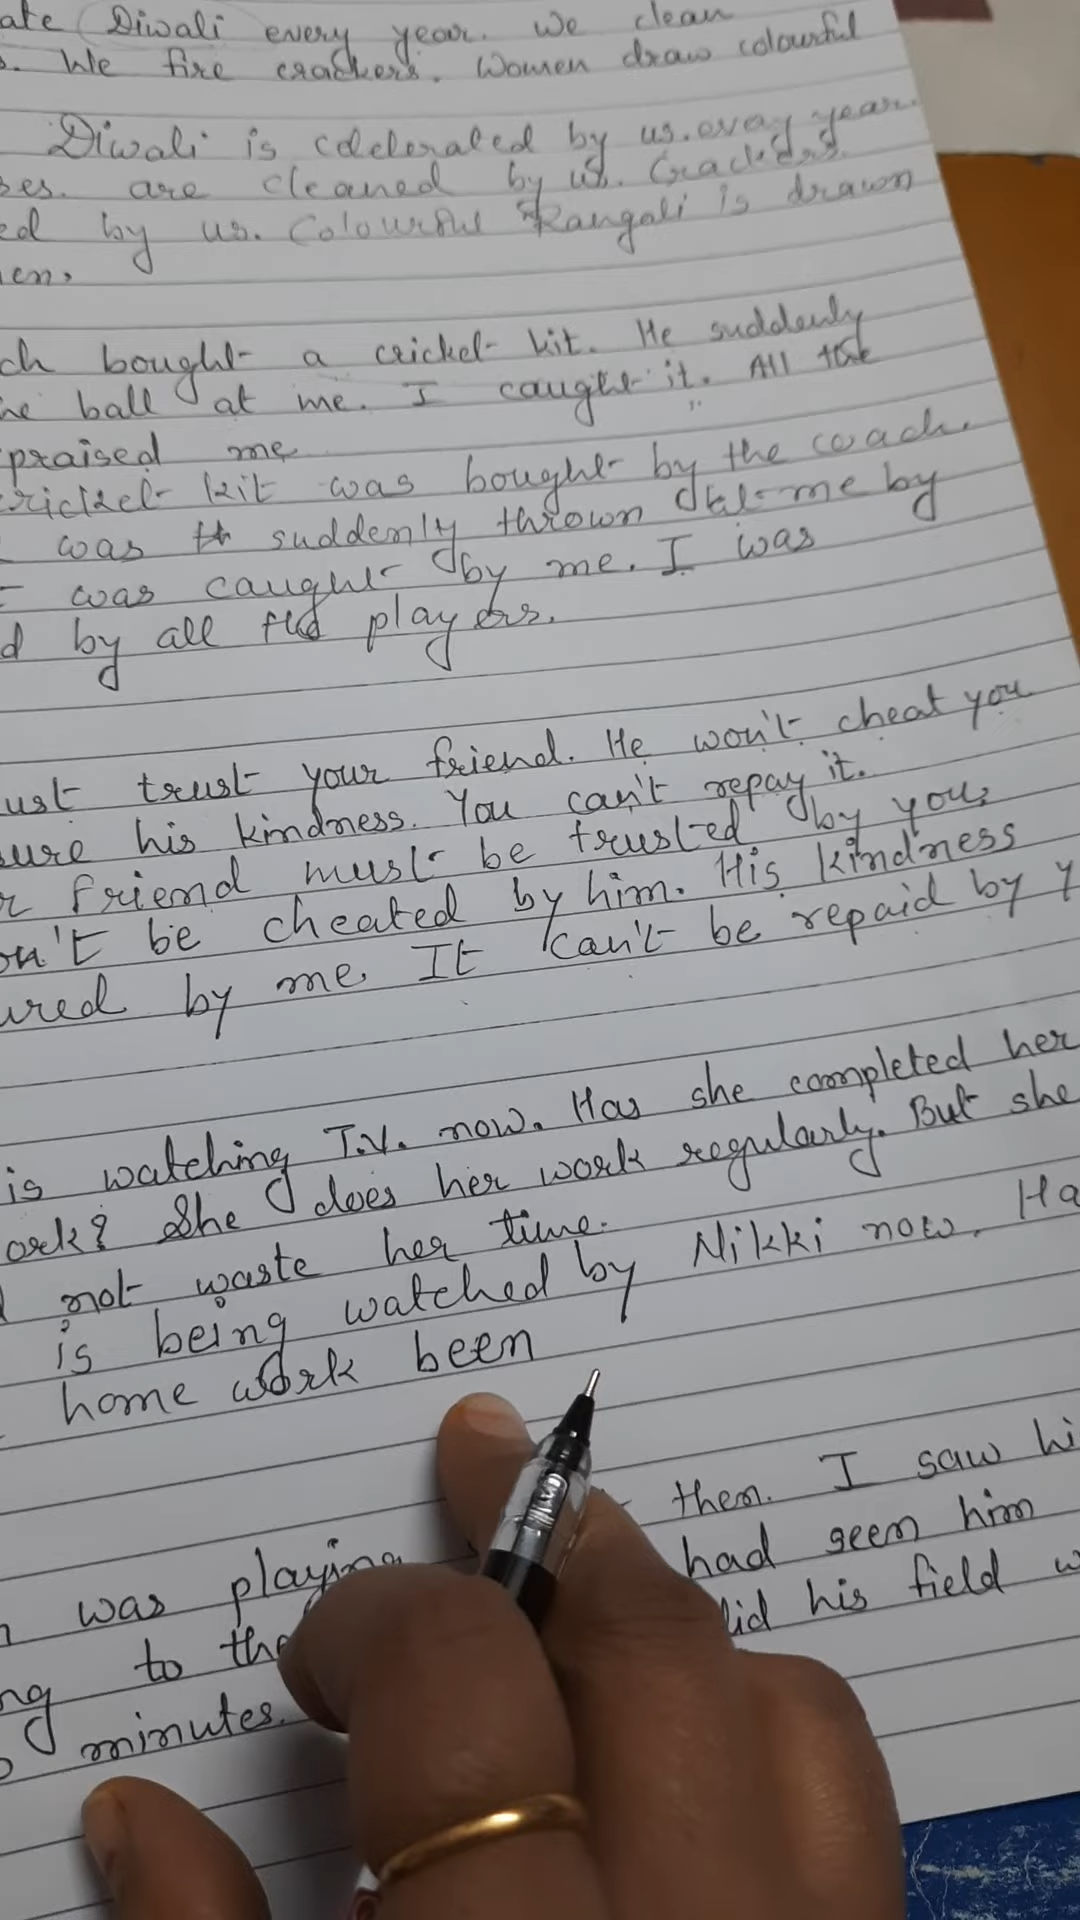 ate Diwali every year. We clean
s. We fire crackers. Women draw colourful
Diwali is celebrated by us. every year.
ses. are cleaned by us. Crackers
ed by us. Colourful Rangali is drawn
en.
ch bought a cricket kit. He suddenly
he ball at me. I caught it. All the
praised me
cricket kit was bought by the coach.
was suddenly thrown at me by
was caught by me. I was
d by all the players.
ust trust your friend. He won't cheat you
sure his kindness. You can't repay it.
r friend must be trusted by you.
on't be cheated by him. His kindness
ured by me. It can't be repaid by y
is watching T.V. now. Has she completed her
ork? She does her work regularly. But she
d not waste her time.
is being watched by Nikki now. Ha
home work been
them. I saw hi
was playing had seen him
ng to the did his field w
minutes.